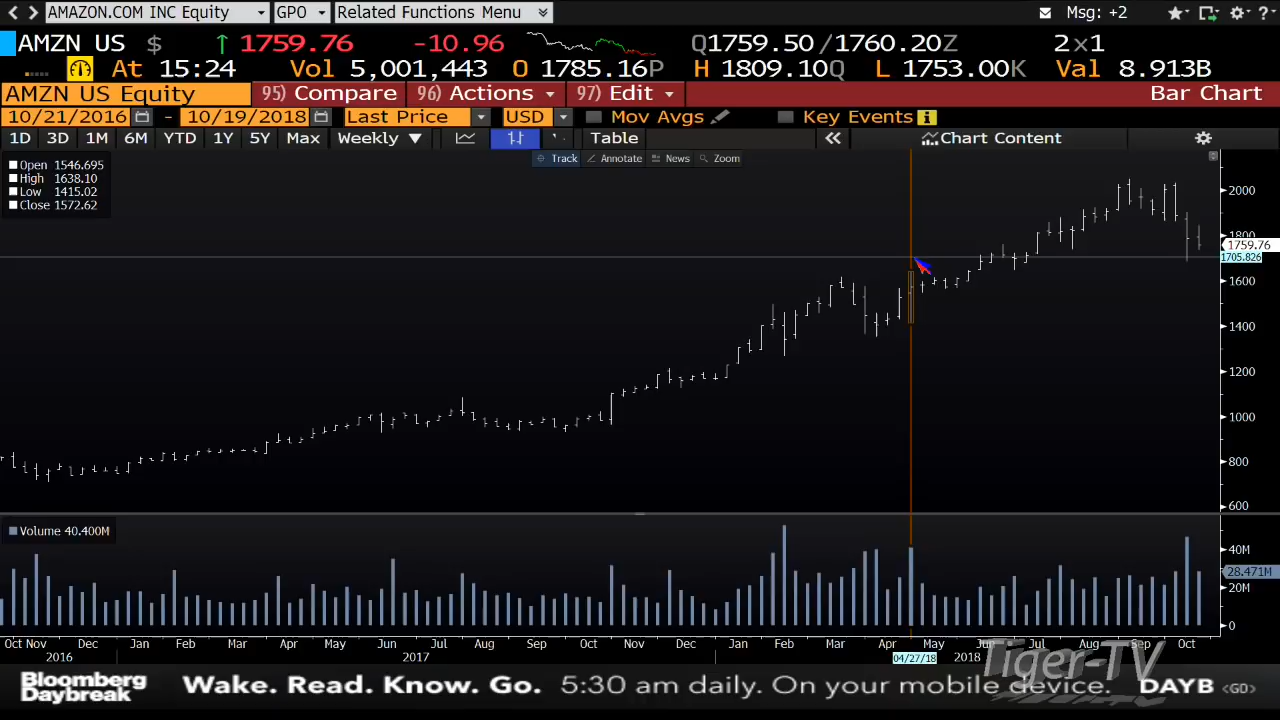 AMAZON.COM INC Equity GPO Related Functions Menu Msg: +2
AMZN US $ 1759.76 -10.96 Q1759.50/1760.20Z 2×1
At 15:24 Vol 5,001,443 O 1785.16P H 1809.10Q L 1753.00K Val 8.913B
AMZN US Equity 95) Compare 96) Actions 97) Edit Bar Chart
10/21/2016 - 10/19/2018 Last Price USD Mov Avgs Key Events
1D 3D 1M 6M YTD 1Y 5Y Max Weekly Table Chart Content
Track Annotate News Zoom
Open 1546.695
High 1638.10
Low 1415.02
Close 1572.62
2000
1800
1759.76
1705.826
1600
1400
1200
1000
800
600
Volume 40.400M
40M
28.471M
20M
0
Oct Nov Dec Jan Feb Mar Apr May Jun Jul Aug Sep Oct Nov Dec Jan Feb Mar Apr May Jun Jul Aug Sep Oct
2016 2017 04/27/18 2018
Tiger-TV
Bloomberg
Daybreak
Wake. Read. Know. Go. 5:30 am daily. On your mobile device. DAYB <GO>